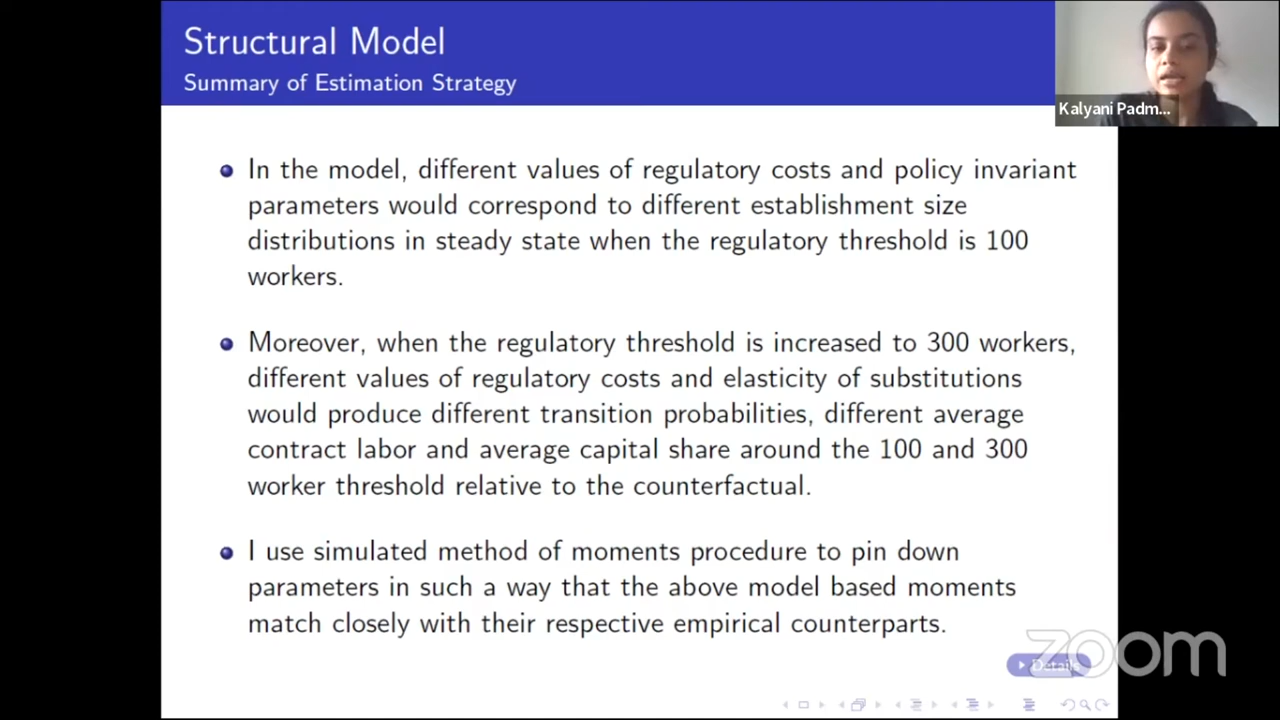 Structural Model
Summary of Estimation Strategy
Kalyani Padm...
In the model, different values of regulatory costs and policy invariant
parameters would correspond to different establishment size
distributions in steady state when the regulatory threshold is 100
workers.
Moreover, when the regulatory threshold is increased to 300 workers,
different values of regulatory costs and elasticity of substitutions
would produce different transition probabilities, different average
contract labor and average capital share around the 100 and 300
worker threshold relative to the counterfactual.
I use simulated method of moments procedure to pin down
parameters in such a way that the above model based moments
match closely with their respective empirical counterparts.
Details
zoom